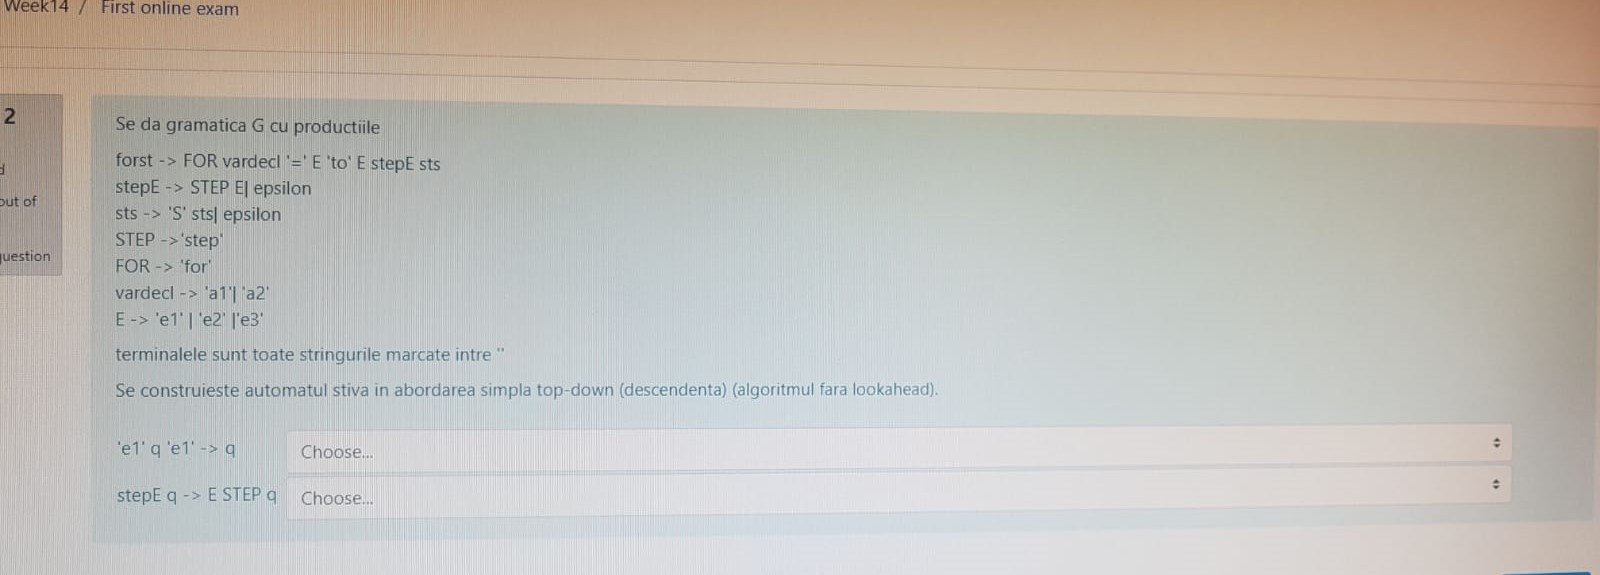 Week14 / First online exam
2
out of
Se da gramatica G cu productiile
forst -> FOR vardecl '=' E 'to' E stepE sts
stepE -> STEP E| epsilon
sts -> 'S' sts| epsilon
STEP ->'step'
FOR -> 'for'
vardecl -> 'a1'| 'a2'
E -> 'e1' | 'e2' |'e3'
terminalele sunt toate stringurile marcate intre ''
Se construieste automatul stiva in abordarea simpla top-down (descendenta) (algoritmul fara lookahead).
'e1' q 'e1' -> q Choose...
stepE q -> E STEP q Choose...